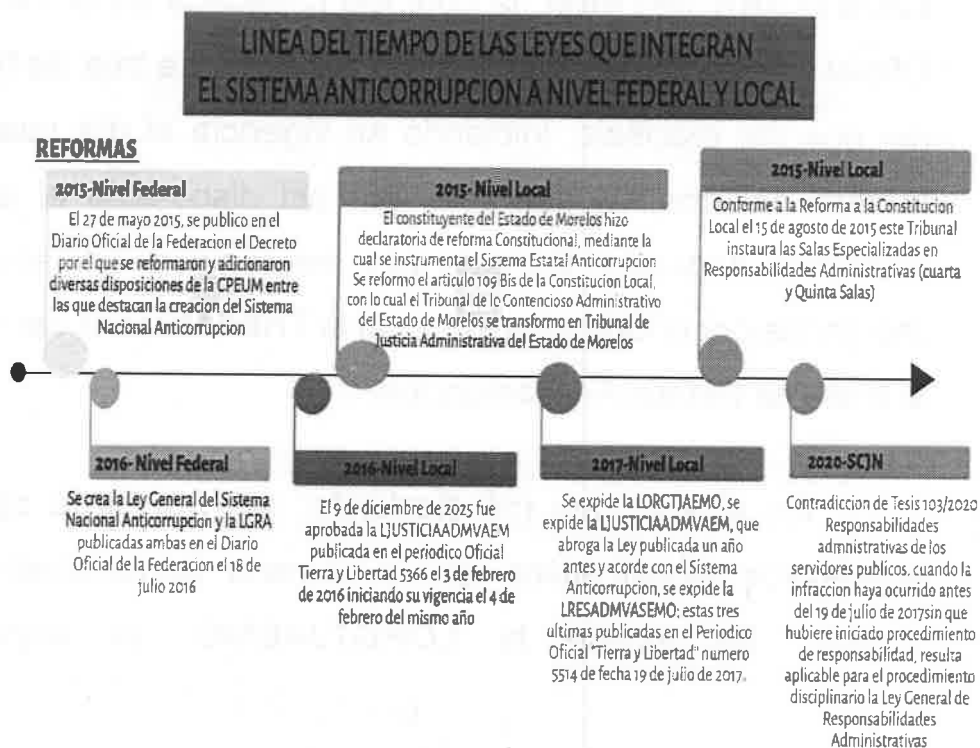 LINEA DEL TIEMPO DE LAS LEYES QUE INTEGRAN
EL SISTEMA ANTICORRUPCION A NIVEL FEDERAL Y LOCAL
REFORMAS
2015-Nivel Federal
El 27 de mayo 2015, se publico en el
Diario Oficial de la Federacion el Decreto
por el que se reformaron y adicionaron
diversas disposiciones de la CPEUM entre
las que destacan la creacion del Sistema
Nacional Anticorrupcion
2015- Nivel Local
El constituyente del Estado de Morelos hizo
declaratoria de reforma Constitucional, mediante la
cual se instrumenta el Sistema Estatal Anticorrupcion
Se reformo el articulo 109 Bis de la Constitucion Local,
con lo cual el Tribunal de lo Contencioso Administrativo
del Estado de Morelos se transformo en Tribunal de
Justicia Administrativa del Estado de Morelos
2015-Nivel Local
Conforme a la Reforma a la Constitucion
Local el 15 de agosto de 2015 este Tribunal
instaura las Salas Especializadas en
Responsabilidades Administrativas (cuarta
y Quinta Salas)
2016- Nivel Federal
Se crea la Ley General del Sistema
Nacional Anticorrupcion y la LGRA
publicadas ambas en el Diario
Oficial de la Federacion el 18 de
julio 2016
2016-Nivel Local
El 9 de diciembre de 2025 fue
aprobada la LJUSTICIAADMVAEM
publicada en el periodico Oficial
Tierra y Libertad 5366 el 3 de febrero
de 2016 iniciando su vigencia el 4 de
febrero del mismo año
2017-Nivel Local
Se expide la LORGTJAEMO, se
expide la LJUSTICIAADMVAEM, que
abroga la Ley publicada un año
antes y acorde con el Sistema
Anticorrupcion, se expide la
LRESADMVASEMO; estas tres
ultimas publicadas en el Periodico
Oficial "Tierra y Libertad" numero
5514 de fecha 19 de julio de 2017.
2020-SCJN
Contradiccion de Tesis 103/2020
Responsabilidades
admnistrativas de los
servidores publicos. cuando la
infraccion haya ocurrido antes
del 19 de julio de 2017sin que
hubiere iniciado procedimiento
de responsabilidad, resulta
aplicable para el procedimiento
disciplinario la Ley General de
Responsabilidades
Administrativas